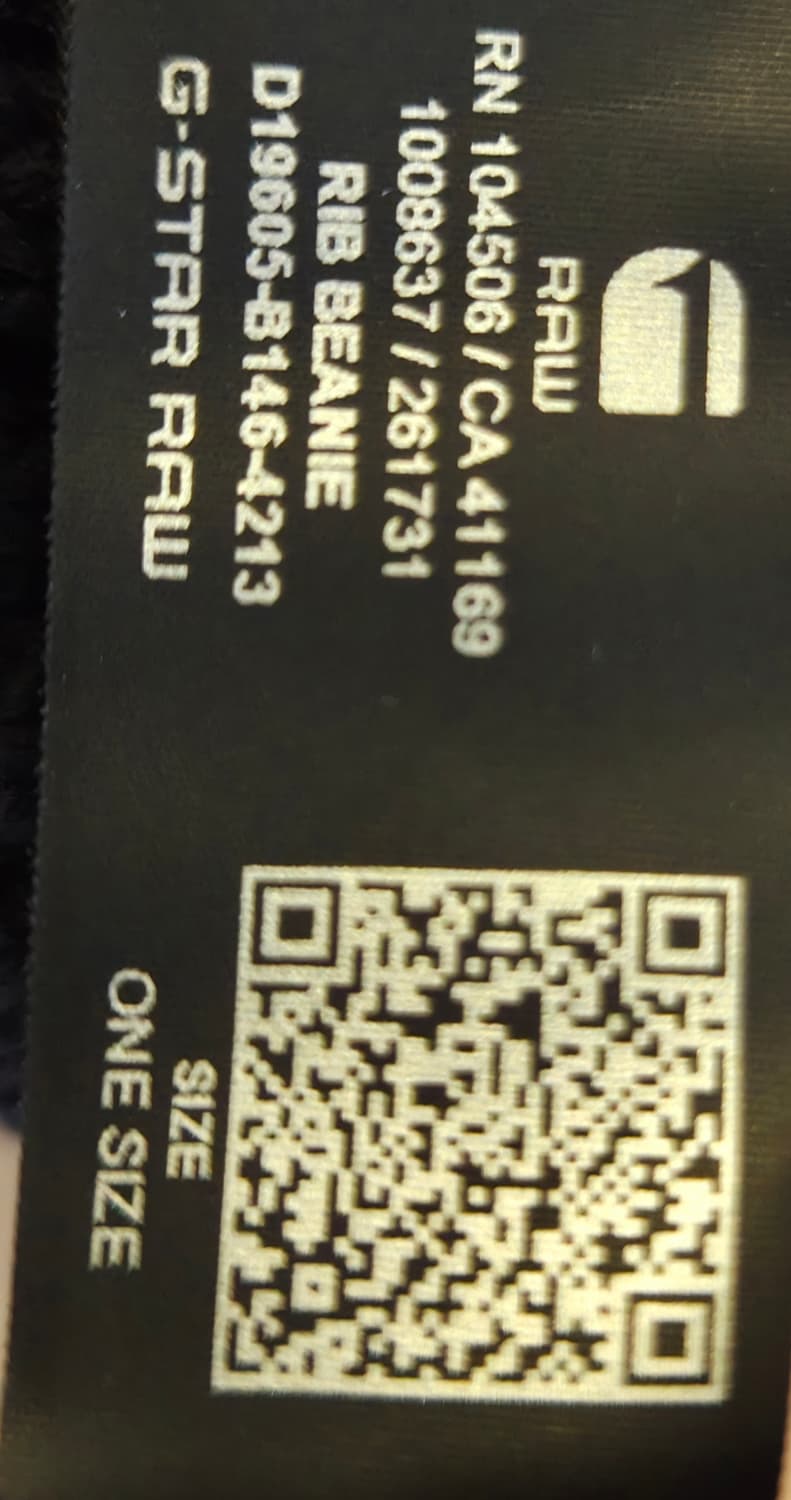 RAW
RN 104506 / CA 41169
1008637 / 261731
RIB BEANIE
D19605-B146-4213
G-STAR RAW
SIZE
ONE SIZE